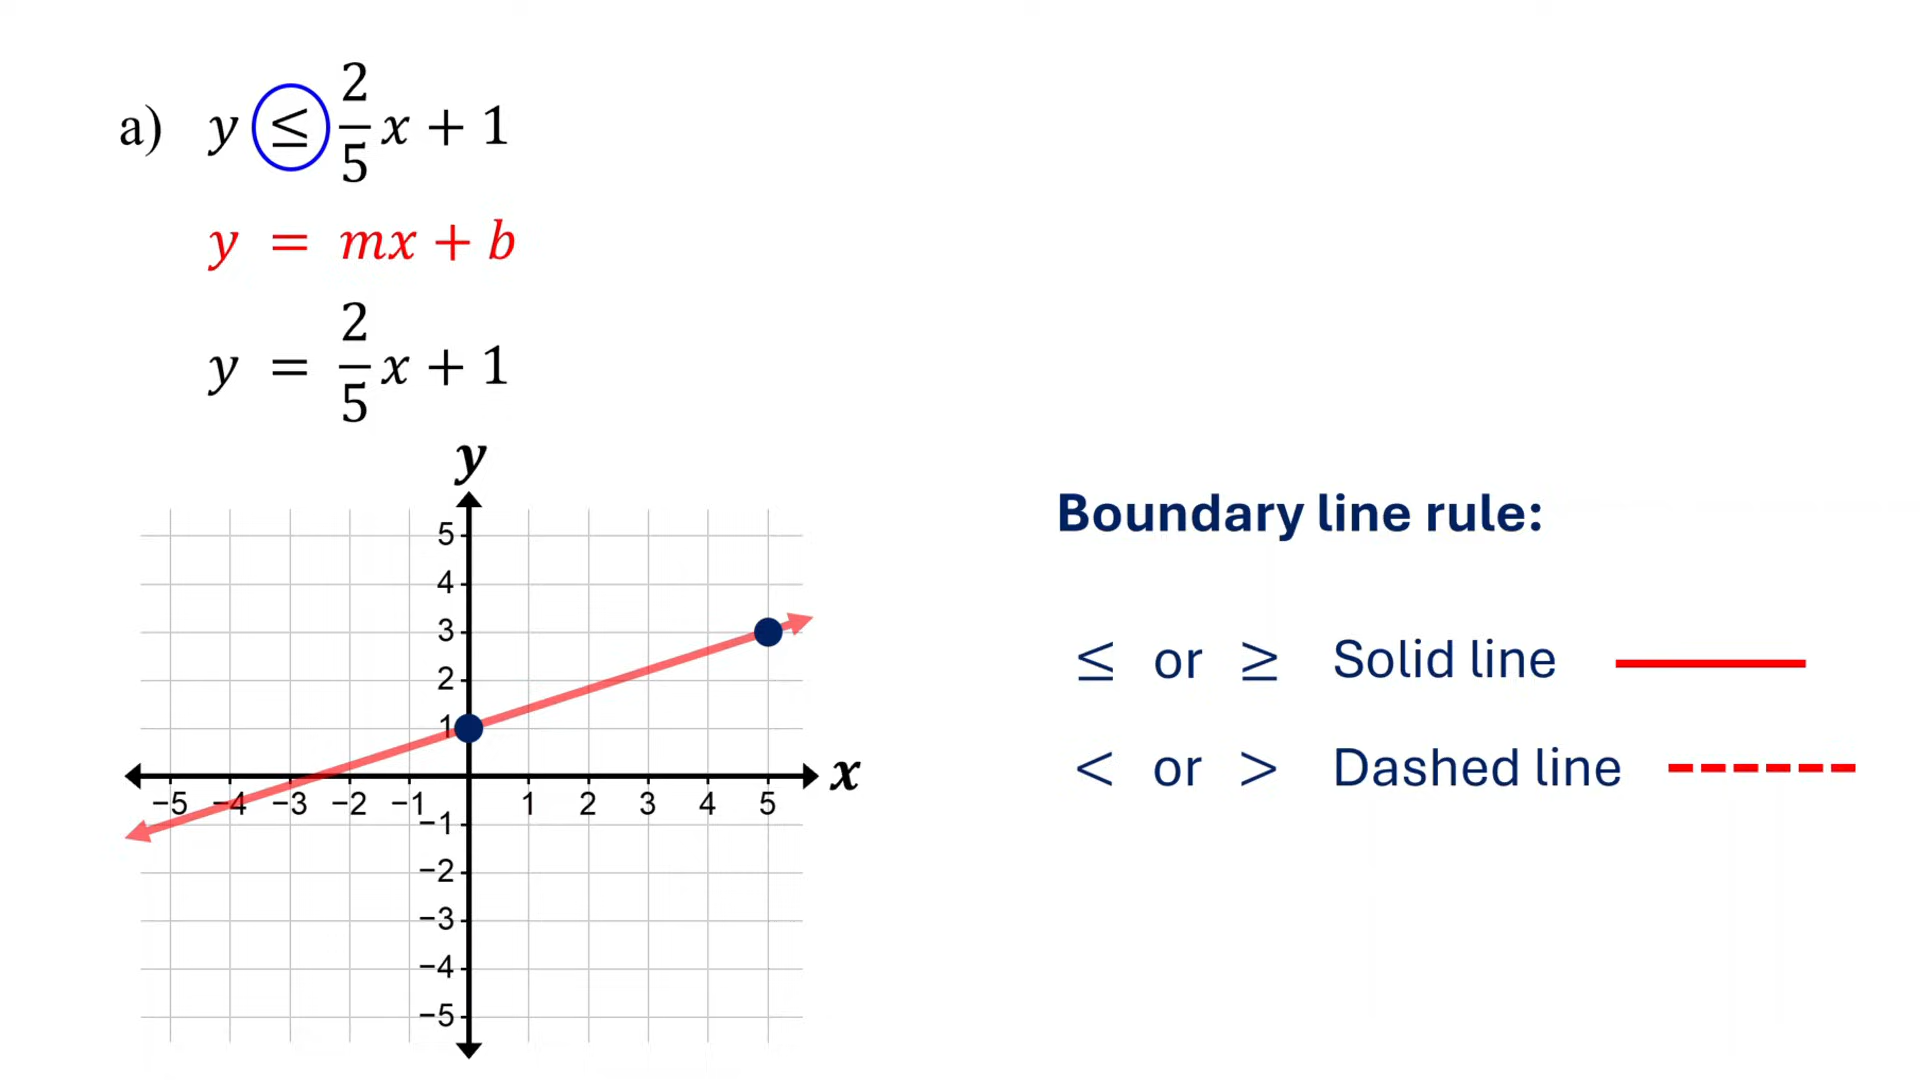 a) y ≤ 2/5 x + 1
y = mx + b
y = 2/5 x + 1
y
5
4
3
2
1
−5 −4 −3 −2 −1 1 2 3 4 5 x
−1
−2
−3
−4
−5
Boundary line rule:
≤ or ≥ Solid line
< or > Dashed line